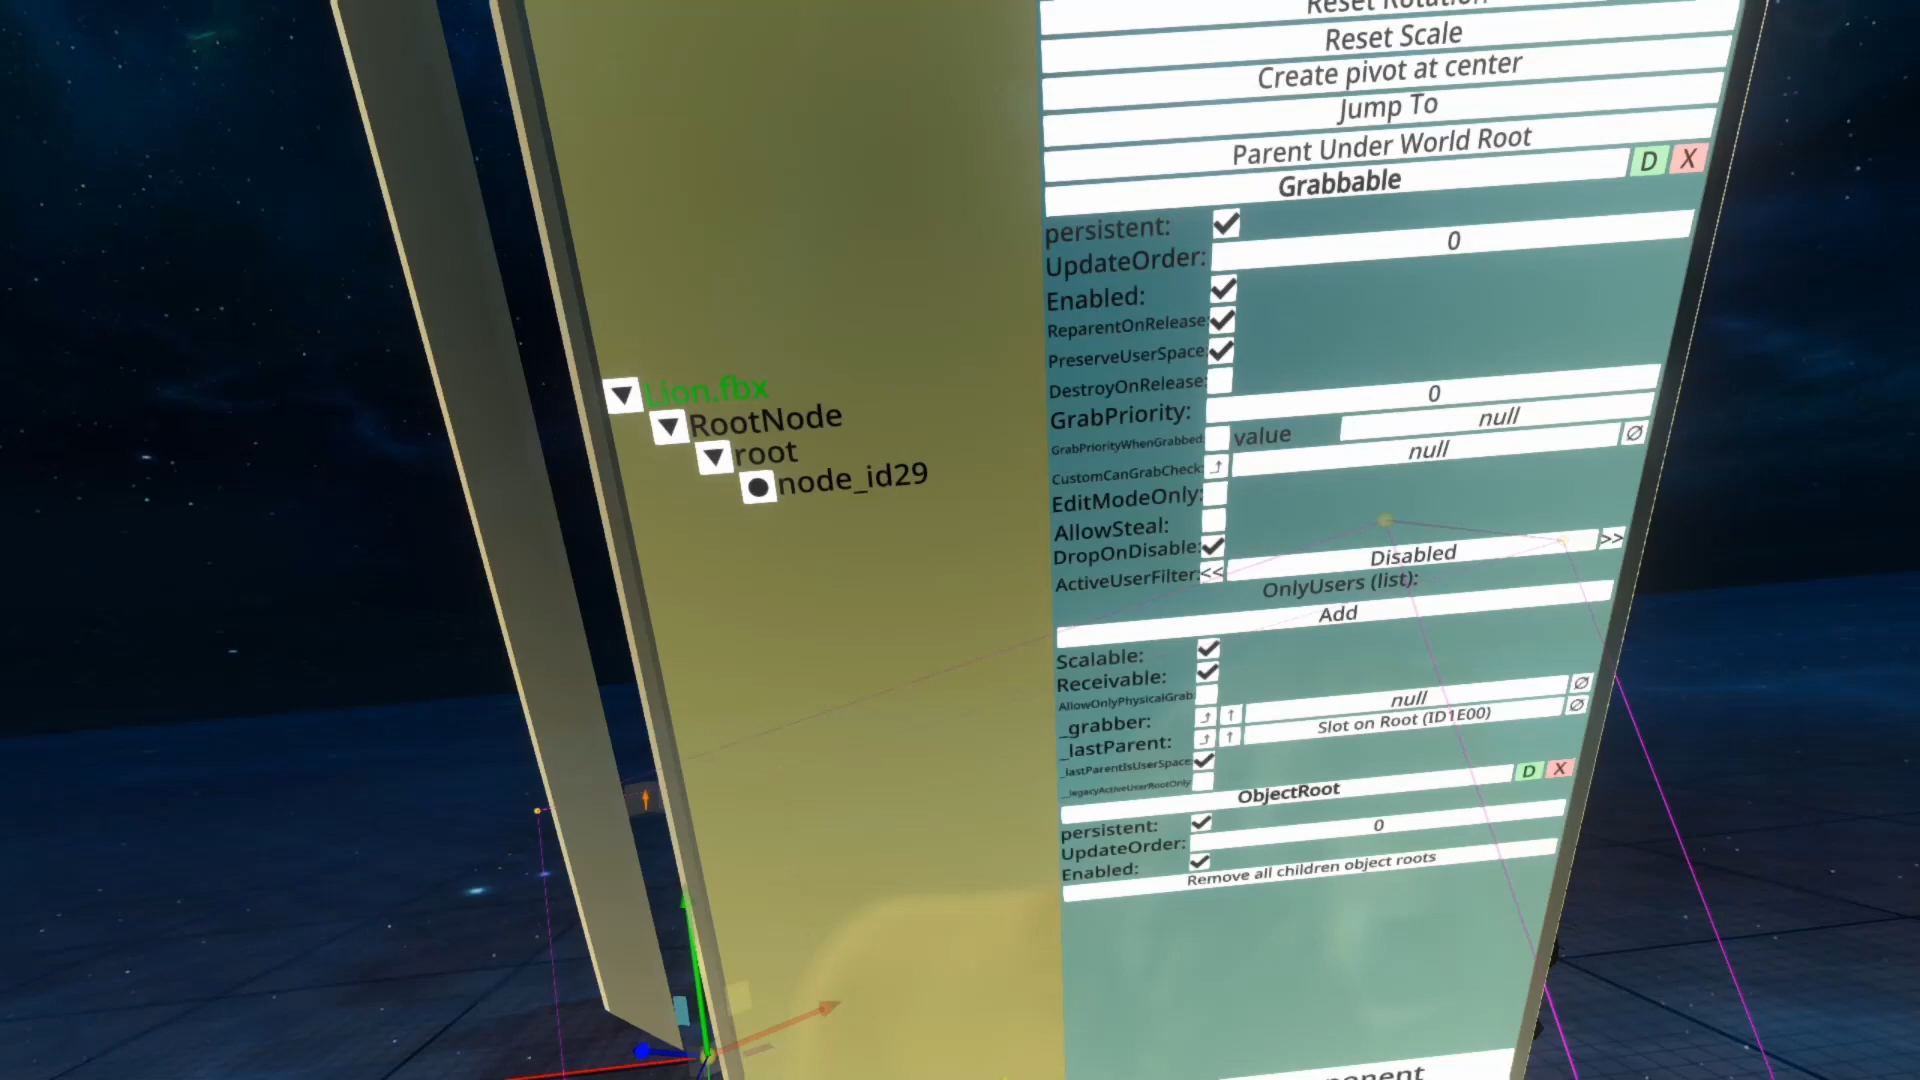 Lion.fbx
RootNode
root
node_id29
Reset Rotation
Reset Scale
Create pivot at center
Jump To
Parent Under World Root
Grabbable D X
persistent:
UpdateOrder: 0
Enabled:
ReparentOnRelease:
PreserveUserSpace:
DestroyOnRelease:
GrabPriority: 0
GrabPriorityWhenGrabbed: value null
CustomCanGrabCheck: null Ø
EditModeOnly:
AllowSteal:
DropOnDisable:
ActiveUserFilter: << Disabled >>
OnlyUsers (list):
Add
Scalable:
Receivable:
AllowOnlyPhysicalGrab
_grabber: null Ø
_lastParent: Slot on Root (ID1E00) Ø
_lastParentIsUserSpace
__legacyActiveUserRootOnly
ObjectRoot D X
persistent:
UpdateOrder: 0
Enabled:
Remove all children object roots